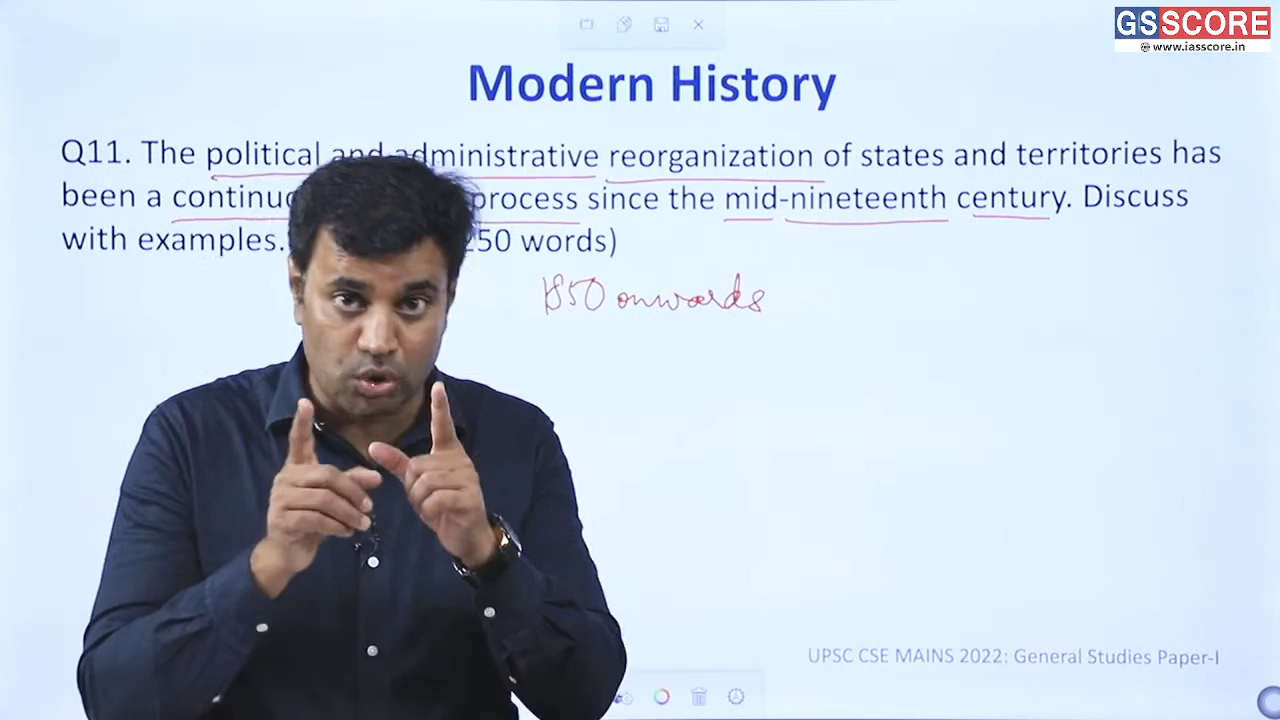 GSSCORE
www.iasscore.in
Modern History
Q11. The political and administrative reorganization of states and territories has
been a process since the mid-nineteenth century. Discuss
with examples. 250 words)
1850 onwards
UPSC CSE MAINS 2022: General Studies Paper-I